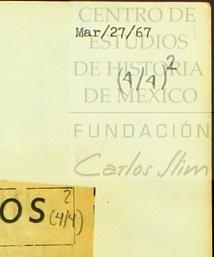 CENTRO DE
Mar/27/67
ESTUDIOS
DE HISTORIA
(4/4)²
DE MEXICO
FUNDACIÓN
Carlos Slim
OS (4/4)²